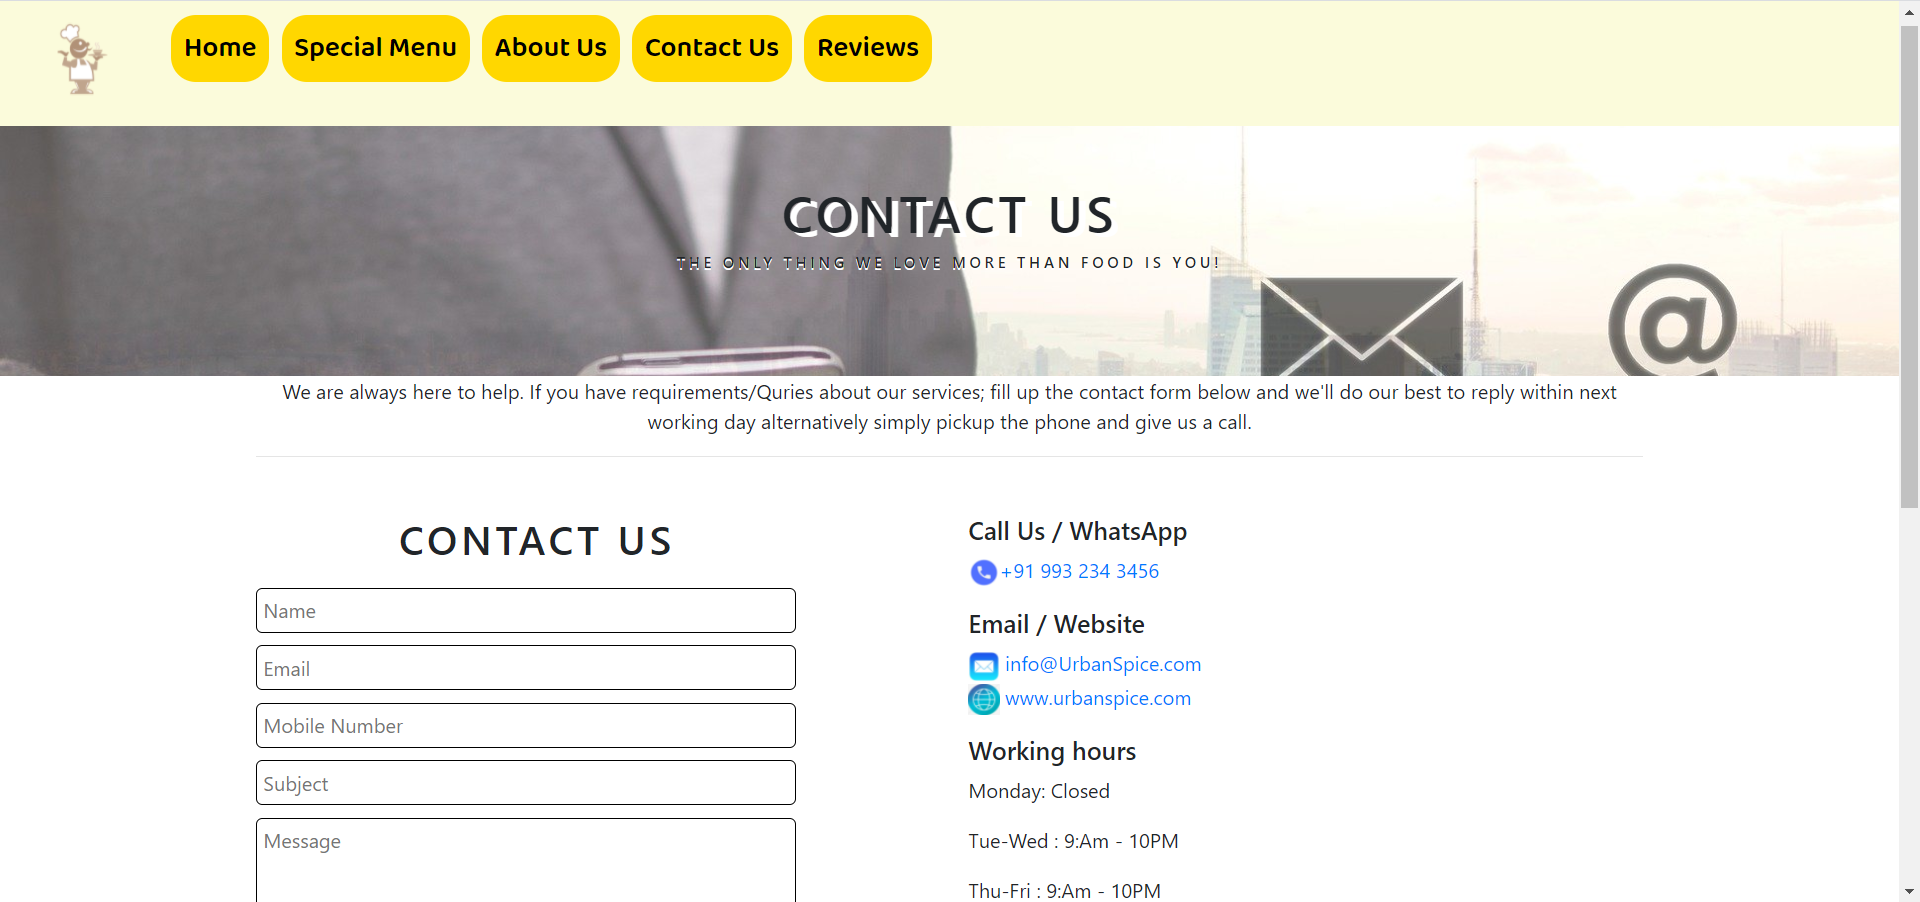 Home Special Menu About Us Contact Us Reviews
CONTACT US
THE ONLY THING WE LOVE MORE THAN FOOD IS YOU!
@
We are always here to help. If you have requirements/Quries about our services; fill up the contact form below and we'll do our best to reply within next
working day alternatively simply pickup the phone and give us a call.
CONTACT US
Name
Email
Mobile Number
Subject
Message
Call Us / WhatsApp
+91 993 234 3456
Email / Website
info@UrbanSpice.com
www.urbanspice.com
Working hours
Monday: Closed
Tue-Wed : 9:Am - 10PM
Thu-Fri : 9:Am - 10PM